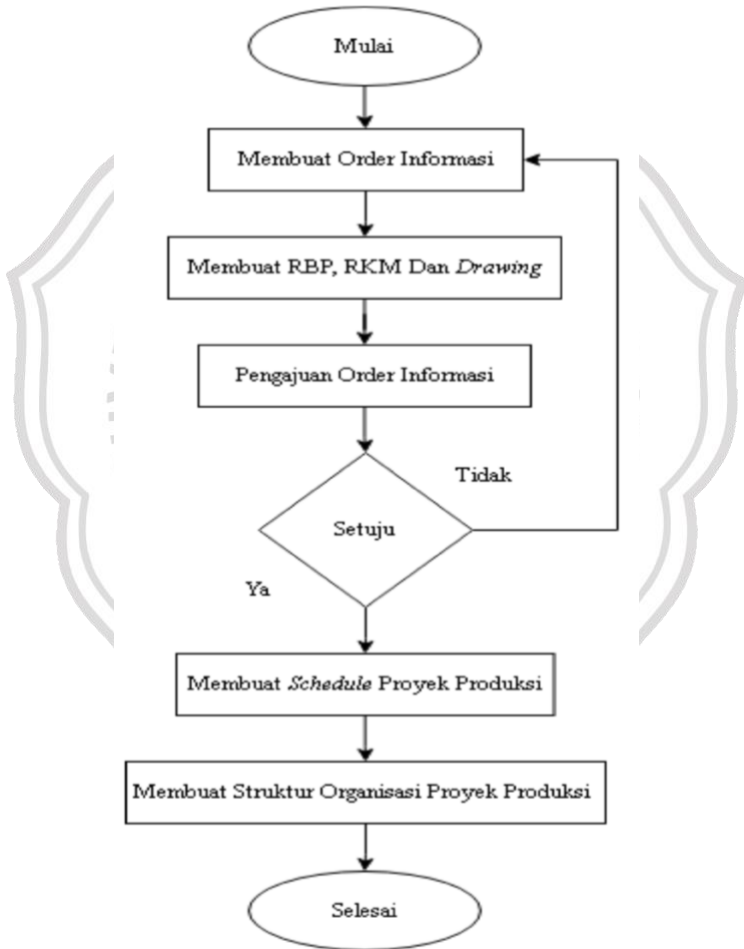 Mulai
Membuat Order Informasi
Membuat RBP, RKM Dan Drawing
Pengajuan Order Informasi
Tidak
Setuju
Ya
Membuat Schedule Proyek Produksi
Membuat Struktur Organisasi Proyek Produksi
Selesai